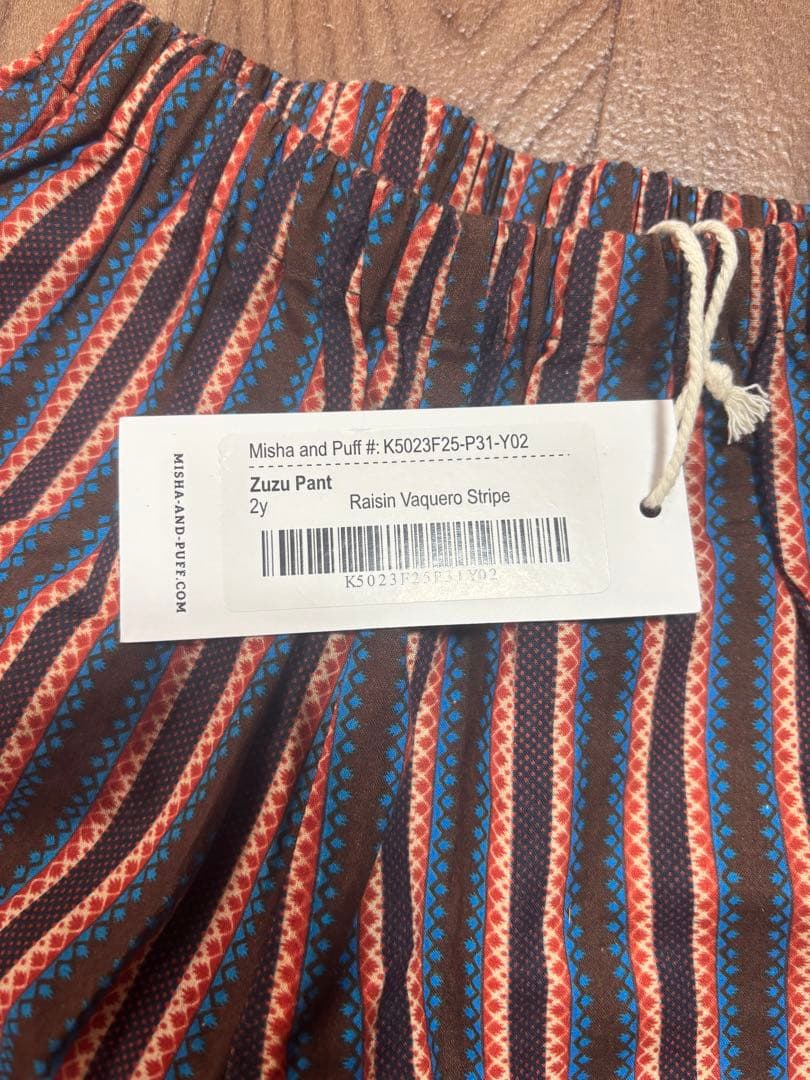 Misha and Puff #: K5023F25-P31-Y02
Zuzu Pant
2y Raisin Vaquero Stripe
K5023F25P31Y02
MISHA-AND-PUFF.COM